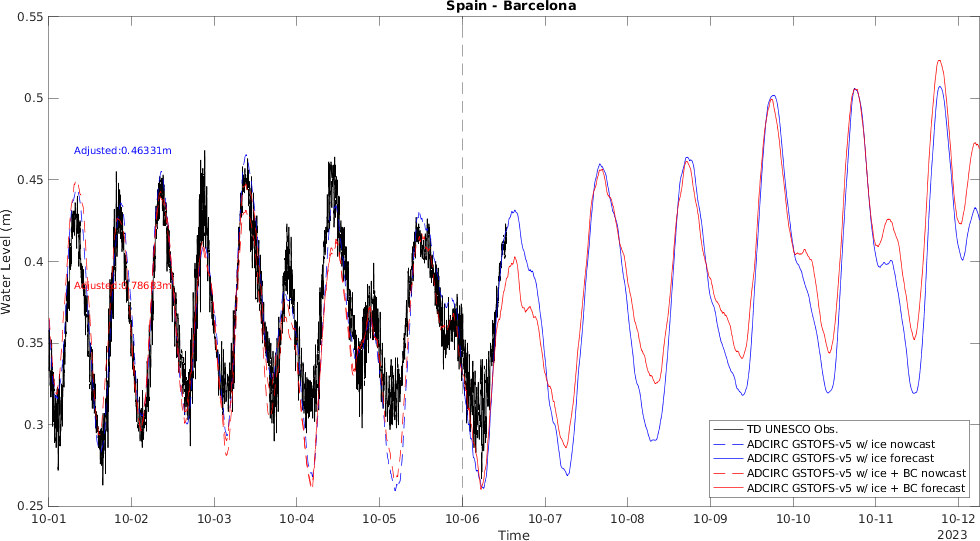 Spain - Barcelona
0.55
0.5
0.45
0.4
0.35
0.3
0.25
Water Level (m)
Adjusted:0.46331m
Adjusted:0.78683m
TD UNESCO Obs.
ADCIRC GSTOFS-v5 w/ ice nowcast
ADCIRC GSTOFS-v5 w/ ice forecast
ADCIRC GSTOFS-v5 w/ ice + BC nowcast
ADCIRC GSTOFS-v5 w/ ice + BC forecast
10-01 10-02 10-03 10-04 10-05 10-06 10-07 10-08 10-09 10-10 10-11 10-12
Time
2023